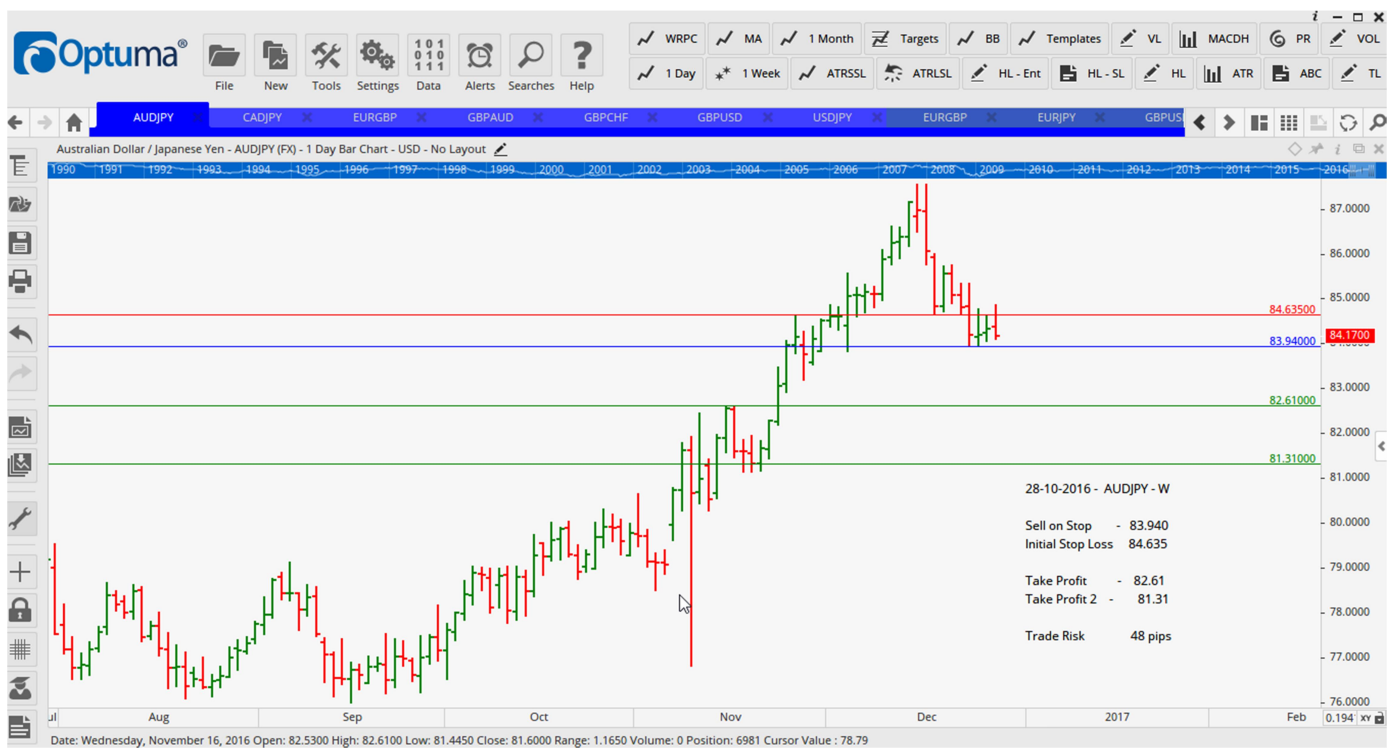 Optuma®
File New Tools Settings Data Alerts Searches Help
WRPC MA 1 Month Targets BB Templates VL MACDH PR VOL
1 Day 1 Week ATRSSL ATRLSL HL - Ent HL - SL HL ATR ABC TL
AUDJPY CADJPY EURGBP GBPAUD GBPCHF GBPUSD USDJPY EURGBP EURJPY
Australian Dollar / Japanese Yen - AUDJPY (FX) - 1 Day Bar Chart - USD - No Layout
1990 1991 1992 1993 1994 1995 1996 1997 1998 1999 2000 2001 2002 2003 2004 2005 2006 2007 2008 2009 2010 2011 2012 2013 2014 2015 2016
87.0000
86.0000
85.0000
84.63500
84.1700
83.94000
83.0000
82.61000
82.0000
81.31000
81.0000
28-10-2016 - AUDJPY - W
80.0000
Sell on Stop - 83.940
Initial Stop Loss 84.635
79.0000
Take Profit - 82.61
Take Profit 2 - 81.31
78.0000
Trade Risk 48 pips
77.0000
76.0000
Aug Sep Oct Nov Dec 2017 Feb 0.194 XY
Date: Wednesday, November 16, 2016 Open: 82.5300 High: 82.6100 Low: 81.4450 Close: 81.6000 Range: 1.1650 Volume: 0 Position: 6981 Cursor Value : 78.79